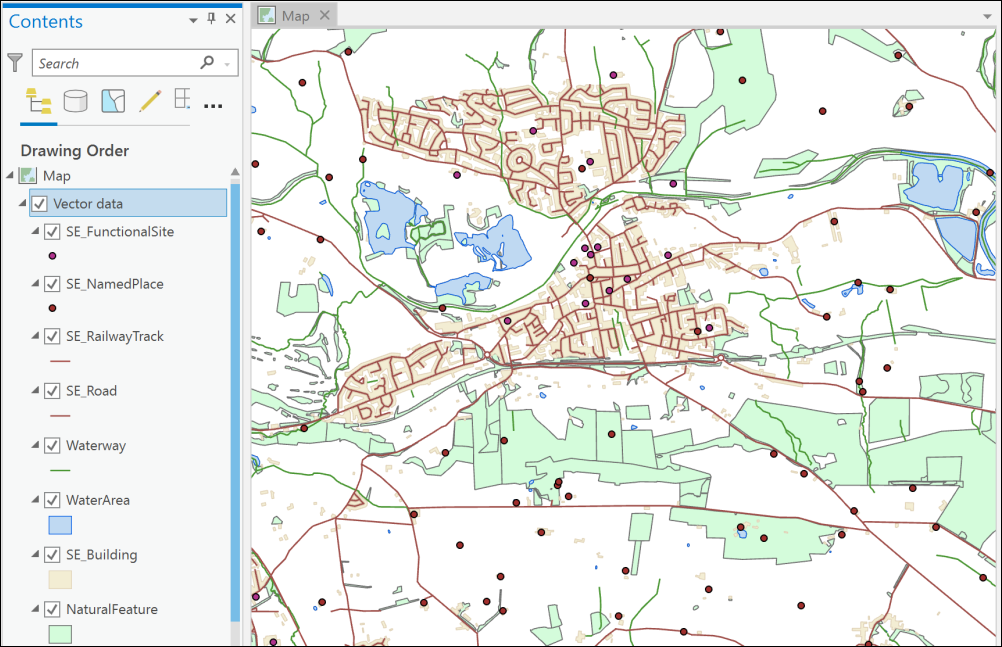 Contents
Map
Search
Drawing Order
Map
Vector data
SE_FunctionalSite
SE_NamedPlace
SE_RailwayTrack
SE_Road
Waterway
WaterArea
SE_Building
NaturalFeature